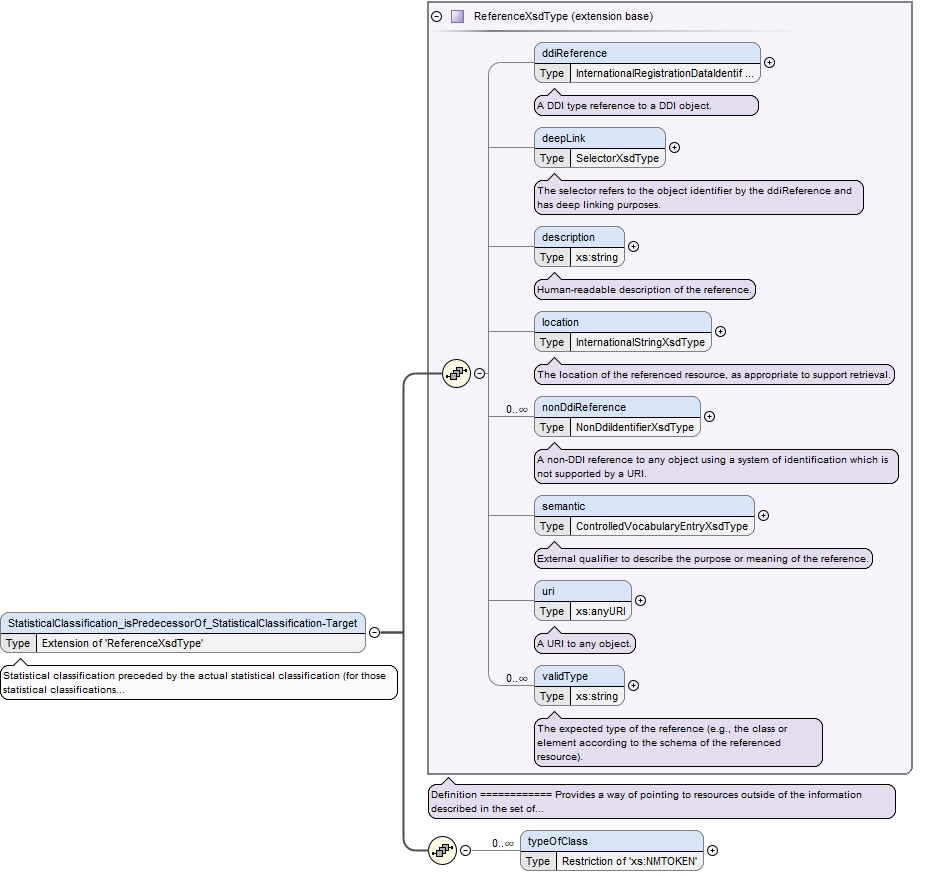 ReferenceXsdType (extension base)
ddiReference
Type InternationalRegistrationDataIdentif ...
A DDI type reference to a DDI object.
deepLink
Type SelectorXsdType
The selector refers to the object identifier by the ddiReference and
has deep linking purposes.
description
Type xs:string
Human-readable description of the reference.
location
Type InternationalStringXsdType
The location of the referenced resource, as appropriate to support retrieval.
0..∞ nonDdiReference
Type NonDdiIdentifierXsdType
A non-DDI reference to any object using a system of identification which is
not supported by a URI.
semantic
Type ControlledVocabularyEntryXsdType
External qualifier to describe the purpose or meaning of the reference.
uri
Type xs:anyURI
A URI to any object.
0..∞ validType
Type xs:string
The expected type of the reference (e.g., the class or
element according to the schema of the referenced
resource).
StatisticalClassification_isPredecessorOf_StatisticalClassification-Target
Type Extension of 'ReferenceXsdType'
Statistical classification preceded by the actual statistical classification (for those
statistical classifications...
Definition ============ Provides a way of pointing to resources outside of the information
described in the set of...
0..∞ typeOfClass
Type Restriction of 'xs:NMTOKEN'